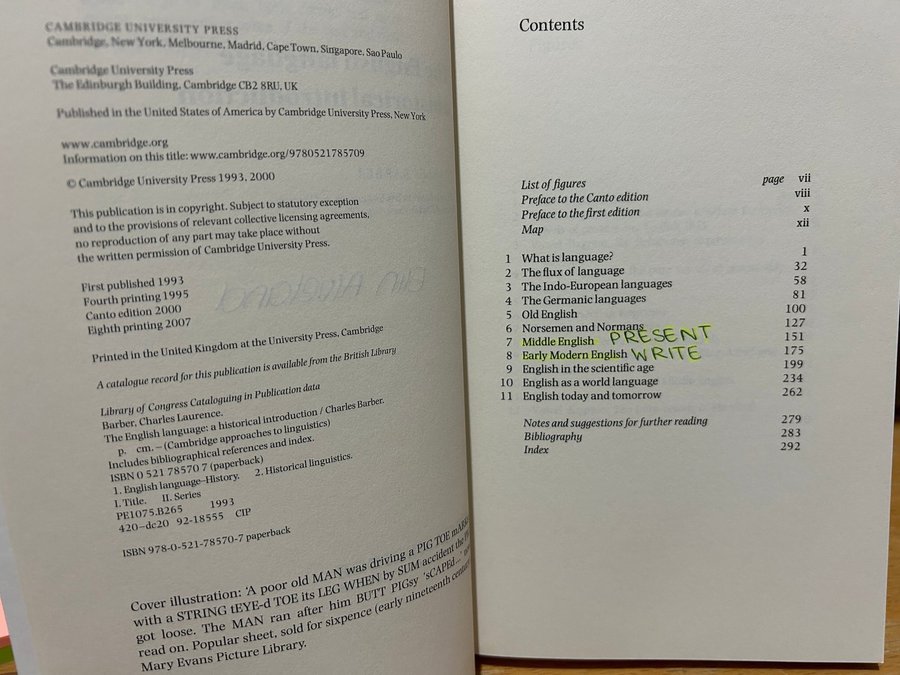 CAMBRIDGE UNIVERSITY PRESS
Cambridge, New York, Melbourne, Madrid, Cape Town, Singapore, Sao Paulo
Cambridge University Press
The Edinburgh Building, Cambridge CB2 8RU, UK
Published in the United States of America by Cambridge University Press, New York
www.cambridge.org
Information on this title: www.cambridge.org/9780521785709
© Cambridge University Press 1993, 2000
This publication is in copyright. Subject to statutory exception
and to the provisions of relevant collective licensing agreements,
no reproduction of any part may take place without
the written permission of Cambridge University Press.
First published 1993
Fourth printing 1995
Canto edition 2000
Eighth printing 2007
Printed in the United Kingdom at the University Press, Cambridge
A catalogue record for this publication is available from the British Library
Library of Congress Cataloguing in Publication data
Barber, Charles Laurence.
The English language: a historical introduction / Charles Barber.
p. cm. – (Cambridge approaches to linguistics)
Includes bibliographical references and index.
ISBN 0 521 78570 7 (paperback)
1. English language–History. 2. Historical linguistics.
I. Title. II. Series
PE1075.B265 1993
420–dc20 92-18555 CIP
ISBN 978-0-521-78570-7 paperback
Cover illustration: 'A poor old MAN was driving a PIG TOE mARk
with a STRING tEYE-d TOE its LEG WHEN by SUM accident the
got loose. The MAN ran after him BUTT PIGsy 'sCAPEd...'
read on. Popular sheet, sold for sixpence (early nineteenth century
Mary Evans Picture Library.
Contents
List of figures page vii
Preface to the Canto edition viii
Preface to the first edition x
Map xii
1 What is language? 1
2 The flux of language 32
3 The Indo-European languages 58
4 The Germanic languages 81
5 Old English 100
6 Norsemen and Normans 127
7 Middle English PRESENT 151
8 Early Modern English WRITE 175
9 English in the scientific age 199
10 English as a world language 234
11 English today and tomorrow 262
Notes and suggestions for further reading 279
Bibliography 283
Index 292